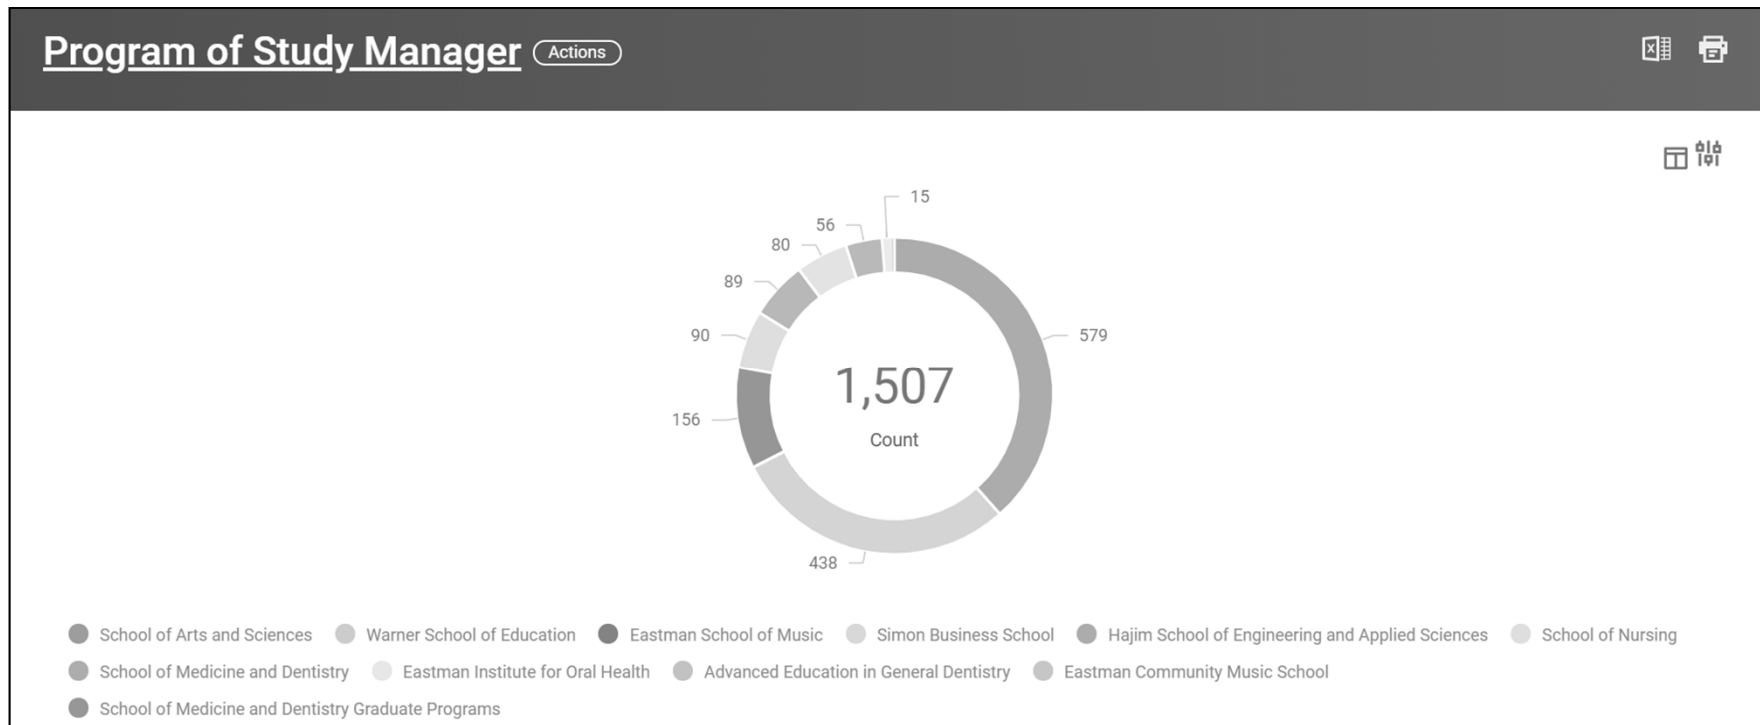 Program of Study Manager Actions
15
56
80
89
90
579
1,507
156
Count
438
School of Arts and Sciences Warner School of Education Eastman School of Music Simon Business School Hajim School of Engineering and Applied Sciences School of Nursing
School of Medicine and Dentistry Eastman Institute for Oral Health Advanced Education in General Dentistry Eastman Community Music School
School of Medicine and Dentistry Graduate Programs